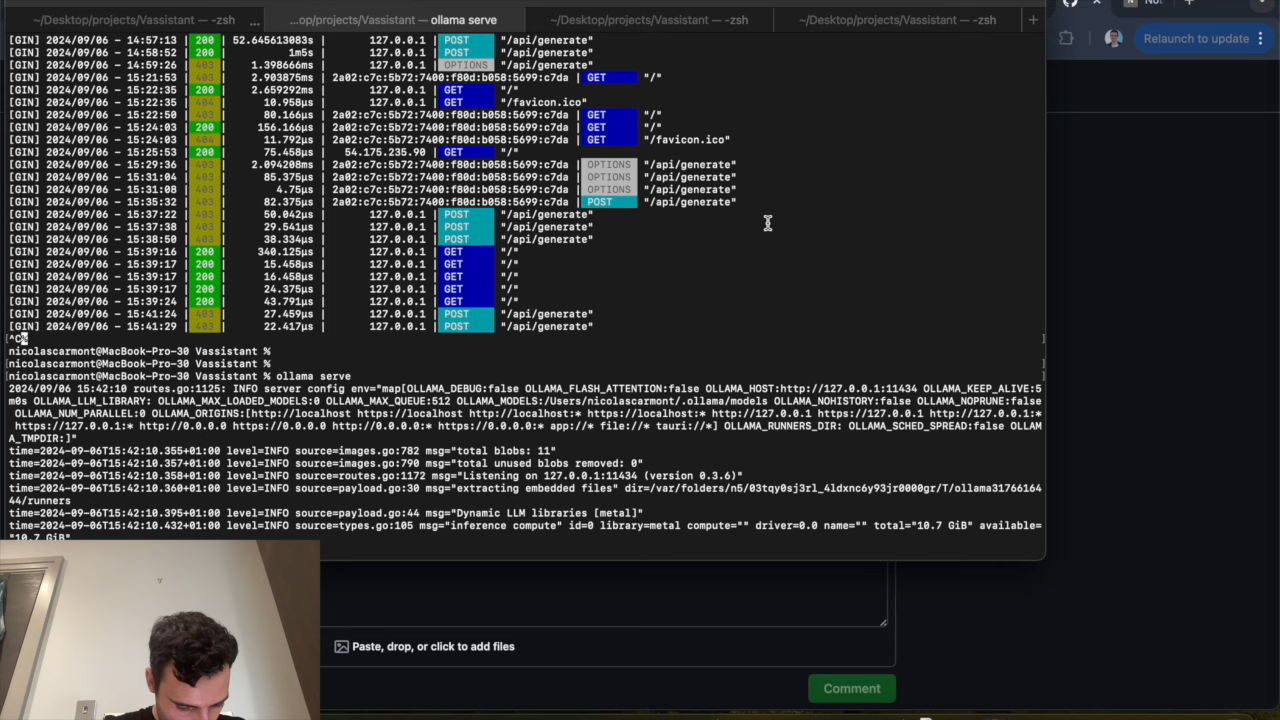 ~/Desktop/projects/Vassistant — -zsh
...
...op/projects/Vassistant — ollama serve
~/Desktop/projects/Vassistant — -zsh
~/Desktop/projects/Vassistant — -zsh
+
Relaunch to update
[GIN] 2024/09/06 - 14:57:13 | 200 | 52.645613083s | 127.0.0.1 | POST "/api/generate"
[GIN] 2024/09/06 - 14:58:52 | 200 | 1m5s | 127.0.0.1 | POST "/api/generate"
[GIN] 2024/09/06 - 14:59:26 | 403 | 1.398666ms | 127.0.0.1 | OPTIONS "/api/generate"
[GIN] 2024/09/06 - 15:21:53 | 403 | 2.903875ms | 2a02:c7c:5b72:7400:f80d:b058:5699:c7da | GET "/"
[GIN] 2024/09/06 - 15:22:35 | 200 | 2.659292ms | 127.0.0.1 | GET "/"
[GIN] 2024/09/06 - 15:22:35 | 404 | 10.958µs | 127.0.0.1 | GET "/favicon.ico"
[GIN] 2024/09/06 - 15:22:50 | 403 | 80.166µs | 2a02:c7c:5b72:7400:f80d:b058:5699:c7da | GET "/"
[GIN] 2024/09/06 - 15:24:03 | 200 | 156.166µs | 2a02:c7c:5b72:7400:f80d:b058:5699:c7da | GET "/"
[GIN] 2024/09/06 - 15:24:03 | 404 | 11.792µs | 2a02:c7c:5b72:7400:f80d:b058:5699:c7da | GET "/favicon.ico"
[GIN] 2024/09/06 - 15:25:53 | 200 | 75.458µs | 54.175.235.90 | GET "/"
[GIN] 2024/09/06 - 15:29:36 | 403 | 2.094208ms | 2a02:c7c:5b72:7400:f80d:b058:5699:c7da | OPTIONS "/api/generate"
[GIN] 2024/09/06 - 15:31:04 | 403 | 85.375µs | 2a02:c7c:5b72:7400:f80d:b058:5699:c7da | OPTIONS "/api/generate"
[GIN] 2024/09/06 - 15:31:08 | 403 | 4.75µs | 2a02:c7c:5b72:7400:f80d:b058:5699:c7da | OPTIONS "/api/generate"
[GIN] 2024/09/06 - 15:35:32 | 403 | 82.375µs | 2a02:c7c:5b72:7400:f80d:b058:5699:c7da | POST "/api/generate"
[GIN] 2024/09/06 - 15:37:22 | 403 | 50.042µs | 127.0.0.1 | POST "/api/generate"
[GIN] 2024/09/06 - 15:37:38 | 403 | 29.541µs | 127.0.0.1 | POST "/api/generate"
[GIN] 2024/09/06 - 15:38:50 | 403 | 38.334µs | 127.0.0.1 | POST "/api/generate"
[GIN] 2024/09/06 - 15:39:16 | 200 | 340.125µs | 127.0.0.1 | GET "/"
[GIN] 2024/09/06 - 15:39:17 | 200 | 15.458µs | 127.0.0.1 | GET "/"
[GIN] 2024/09/06 - 15:39:17 | 200 | 16.458µs | 127.0.0.1 | GET "/"
[GIN] 2024/09/06 - 15:39:17 | 200 | 24.375µs | 127.0.0.1 | GET "/"
[GIN] 2024/09/06 - 15:39:24 | 200 | 43.791µs | 127.0.0.1 | GET "/"
[GIN] 2024/09/06 - 15:41:24 | 403 | 27.459µs | 127.0.0.1 | POST "/api/generate"
[GIN] 2024/09/06 - 15:41:29 | 403 | 22.417µs | 127.0.0.1 | POST "/api/generate"
[^C% ]
nicolascarmont@MacBook-Pro-30 Vassistant %
[nicolascarmont@MacBook-Pro-30 Vassistant % ]
[nicolascarmont@MacBook-Pro-30 Vassistant % ollama serve ]
2024/09/06 15:42:10 routes.go:1125: INFO server config env="map[OLLAMA_DEBUG:false OLLAMA_FLASH_ATTENTION:false OLLAMA_HOST:http://127.0.0.1:11434 OLLAMA_KEEP_ALIVE:5
m0s OLLAMA_LLM_LIBRARY: OLLAMA_MAX_LOADED_MODELS:0 OLLAMA_MAX_QUEUE:512 OLLAMA_MODELS:/Users/nicolascarmont/.ollama/models OLLAMA_NOHISTORY:false OLLAMA_NOPRUNE:false
OLLAMA_NUM_PARALLEL:0 OLLAMA_ORIGINS:[http://localhost https://localhost http://localhost:* https://localhost:* http://127.0.0.1 https://127.0.0.1 http://127.0.0.1:*
https://127.0.0.1:* http://0.0.0.0 https://0.0.0.0 http://0.0.0.0:* https://0.0.0.0:* app://* file://* tauri://*] OLLAMA_RUNNERS_DIR: OLLAMA_SCHED_SPREAD:false OLLAM
A_TMPDIR:]"
time=2024-09-06T15:42:10.355+01:00 level=INFO source=images.go:782 msg="total blobs: 11"
time=2024-09-06T15:42:10.357+01:00 level=INFO source=images.go:790 msg="total unused blobs removed: 0"
time=2024-09-06T15:42:10.358+01:00 level=INFO source=routes.go:1172 msg="Listening on 127.0.0.1:11434 (version 0.3.6)"
time=2024-09-06T15:42:10.360+01:00 level=INFO source=payload.go:30 msg="extracting embedded files" dir=/var/folders/n5/03tqy0sj3rl_4ldxnc6y93jr0000gr/T/ollama31766164
44/runners
time=2024-09-06T15:42:10.395+01:00 level=INFO source=payload.go:44 msg="Dynamic LLM libraries [metal]"
time=2024-09-06T15:42:10.432+01:00 level=INFO source=types.go:105 msg="inference compute" id=0 library=metal compute="" driver=0.0 name="" total="10.7 GiB" available=
"10.7 GiB"
Paste, drop, or click to add files
Comment